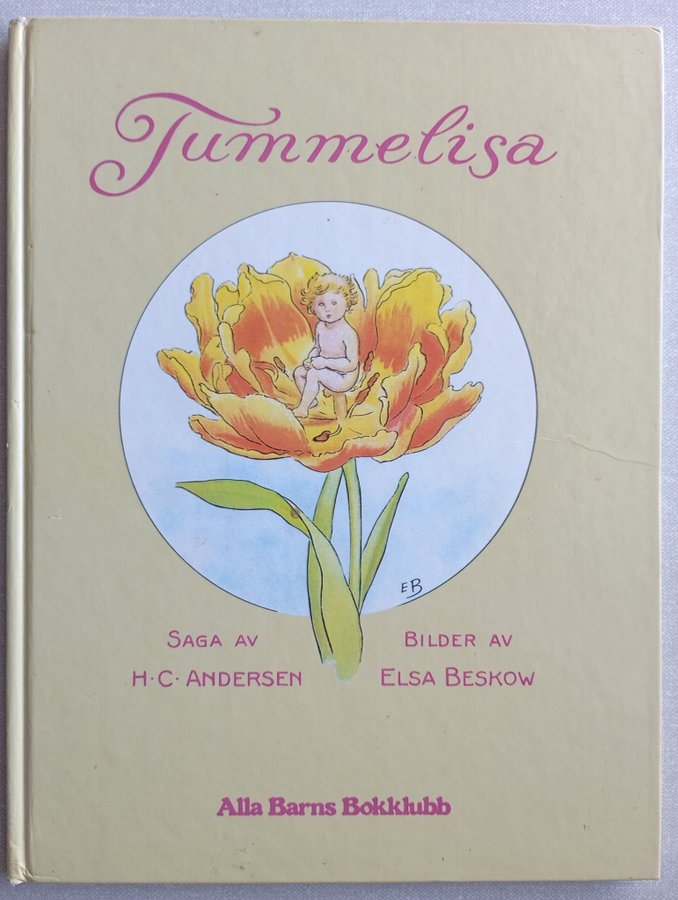 Tummelisa
EB
SAGA AV
H·C·ANDERSEN
BILDER AV
ELSA BESKOW
Alla Barns Bokklubb